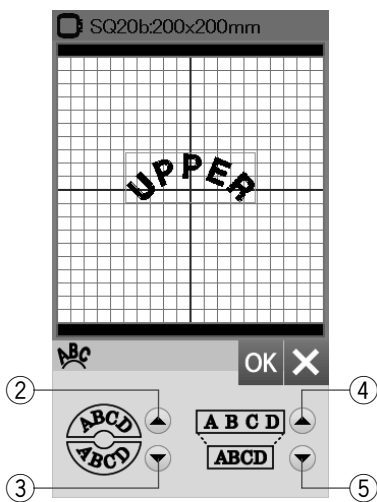 SQ20b:200x200mm
UPPER
ABC
OK
②
④
ABCD
ABCD
A B C D
ABCD
③
⑤